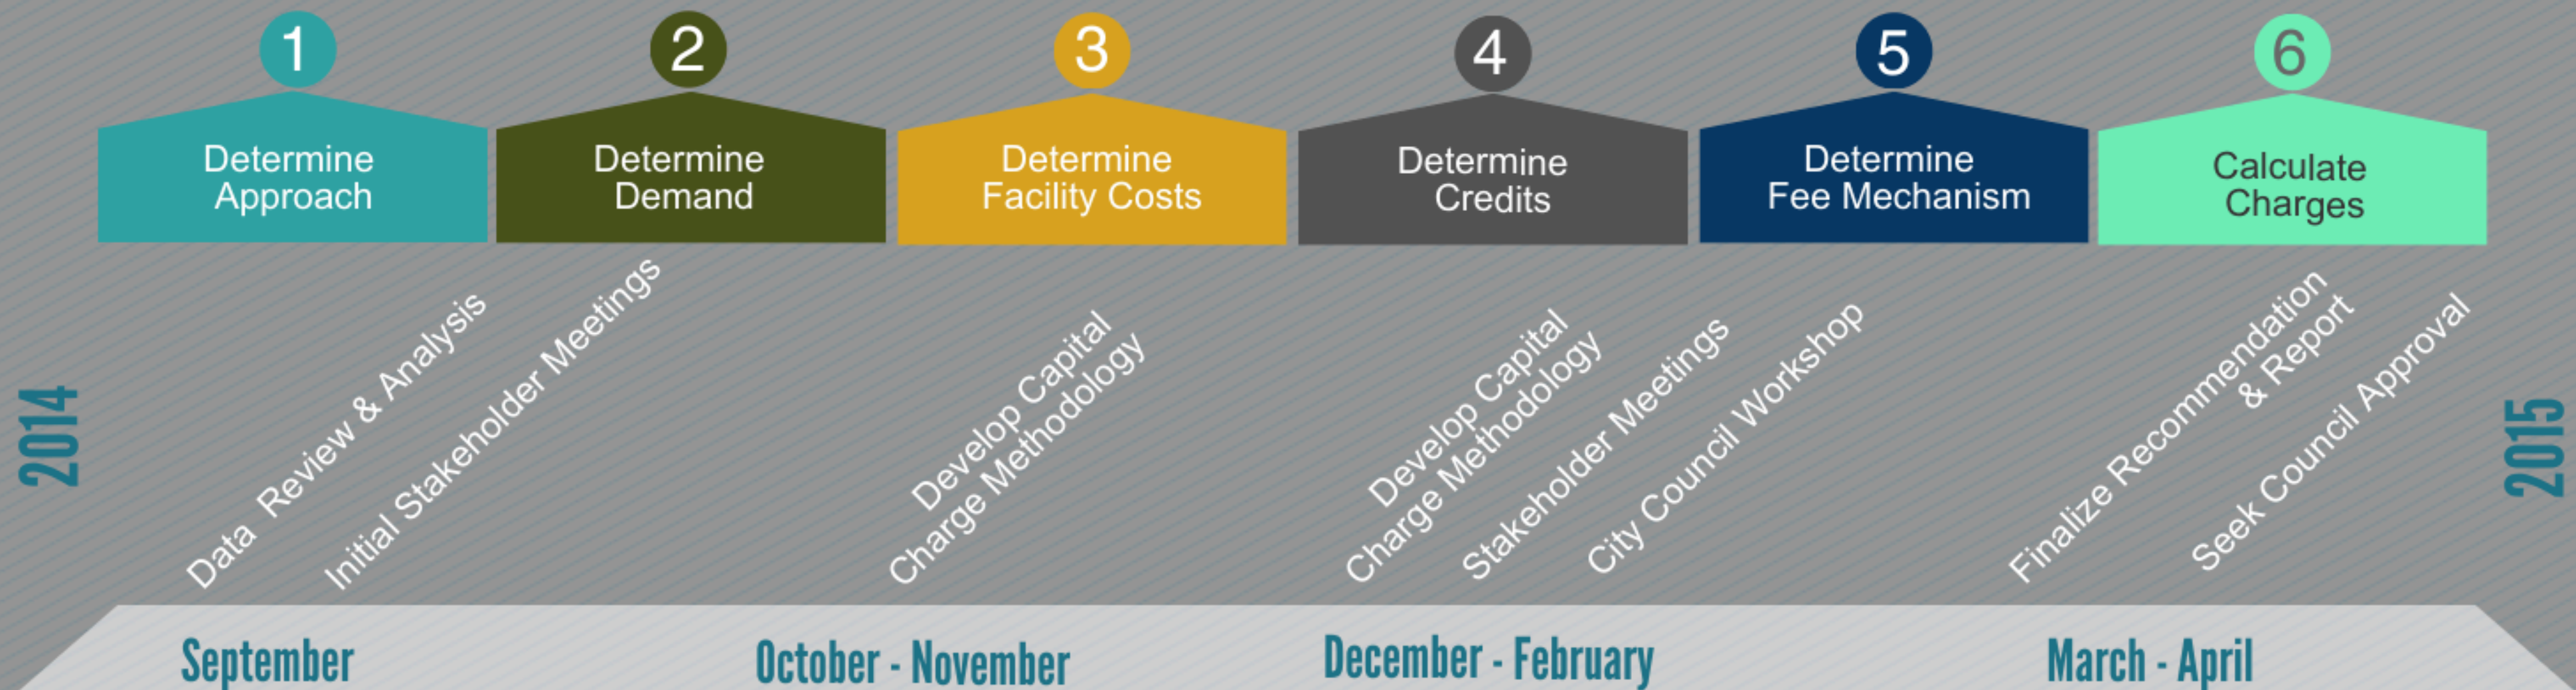 1
2
3
4
5
6
Determine
Approach
Determine
Demand
Determine
Facility Costs
Determine
Credits
Determine
Fee Mechanism
Calculate
Charges
2014
Data Review & Analysis
Initial Stakeholder Meetings
Develop Capital
Charge Methodology
Develop Capital
Charge Methodology
Stakeholder Meetings
City Council Workshop
Finalize Recommendation
& Report
Seek Council Approval
2015
September
October - November
December - February
March - April